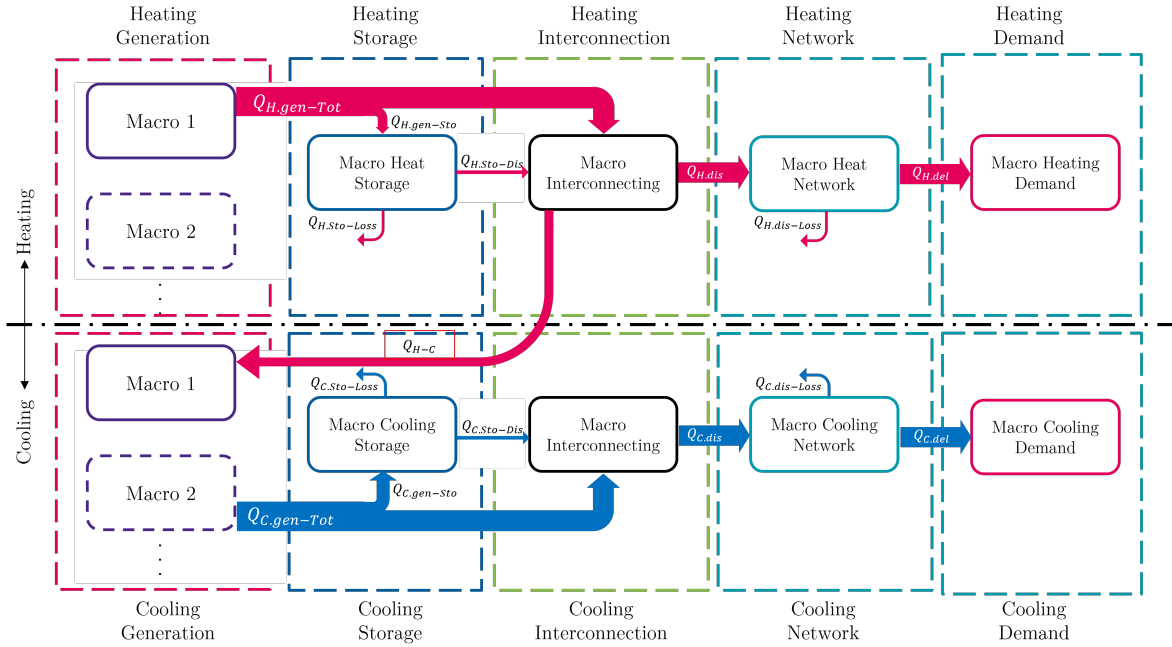 Heating
Generation
Heating
Storage
Heating
Interconnection
Heating
Network
Heating
Demand
Macro 1
Q_{H.gen−Tot}
Q_{H.gen−Sto}
Macro Heat
Storage
Q_{H.Sto−Dis}
Macro
Interconnecting
Q_{H.dis}
Macro Heat
Network
Q_{H.del}
Macro Heating
Demand
Macro 2
Q_{H.Sto−Loss}
Q_{H.dis−Loss}
. . .
Heating
Cooling
Q_{H−C}
Macro 1
Q_{C.Sto−Loss}
Q_{C.dis−Loss}
Macro Cooling
Storage
Q_{C.Sto−Dis}
Macro
Interconnecting
Q_{C.dis}
Macro Cooling
Network
Q_{C.del}
Macro Cooling
Demand
Macro 2
Q_{C.gen−Sto}
Q_{C.gen−Tot}
. . .
Cooling
Generation
Cooling
Storage
Cooling
Interconnection
Cooling
Network
Cooling
Demand